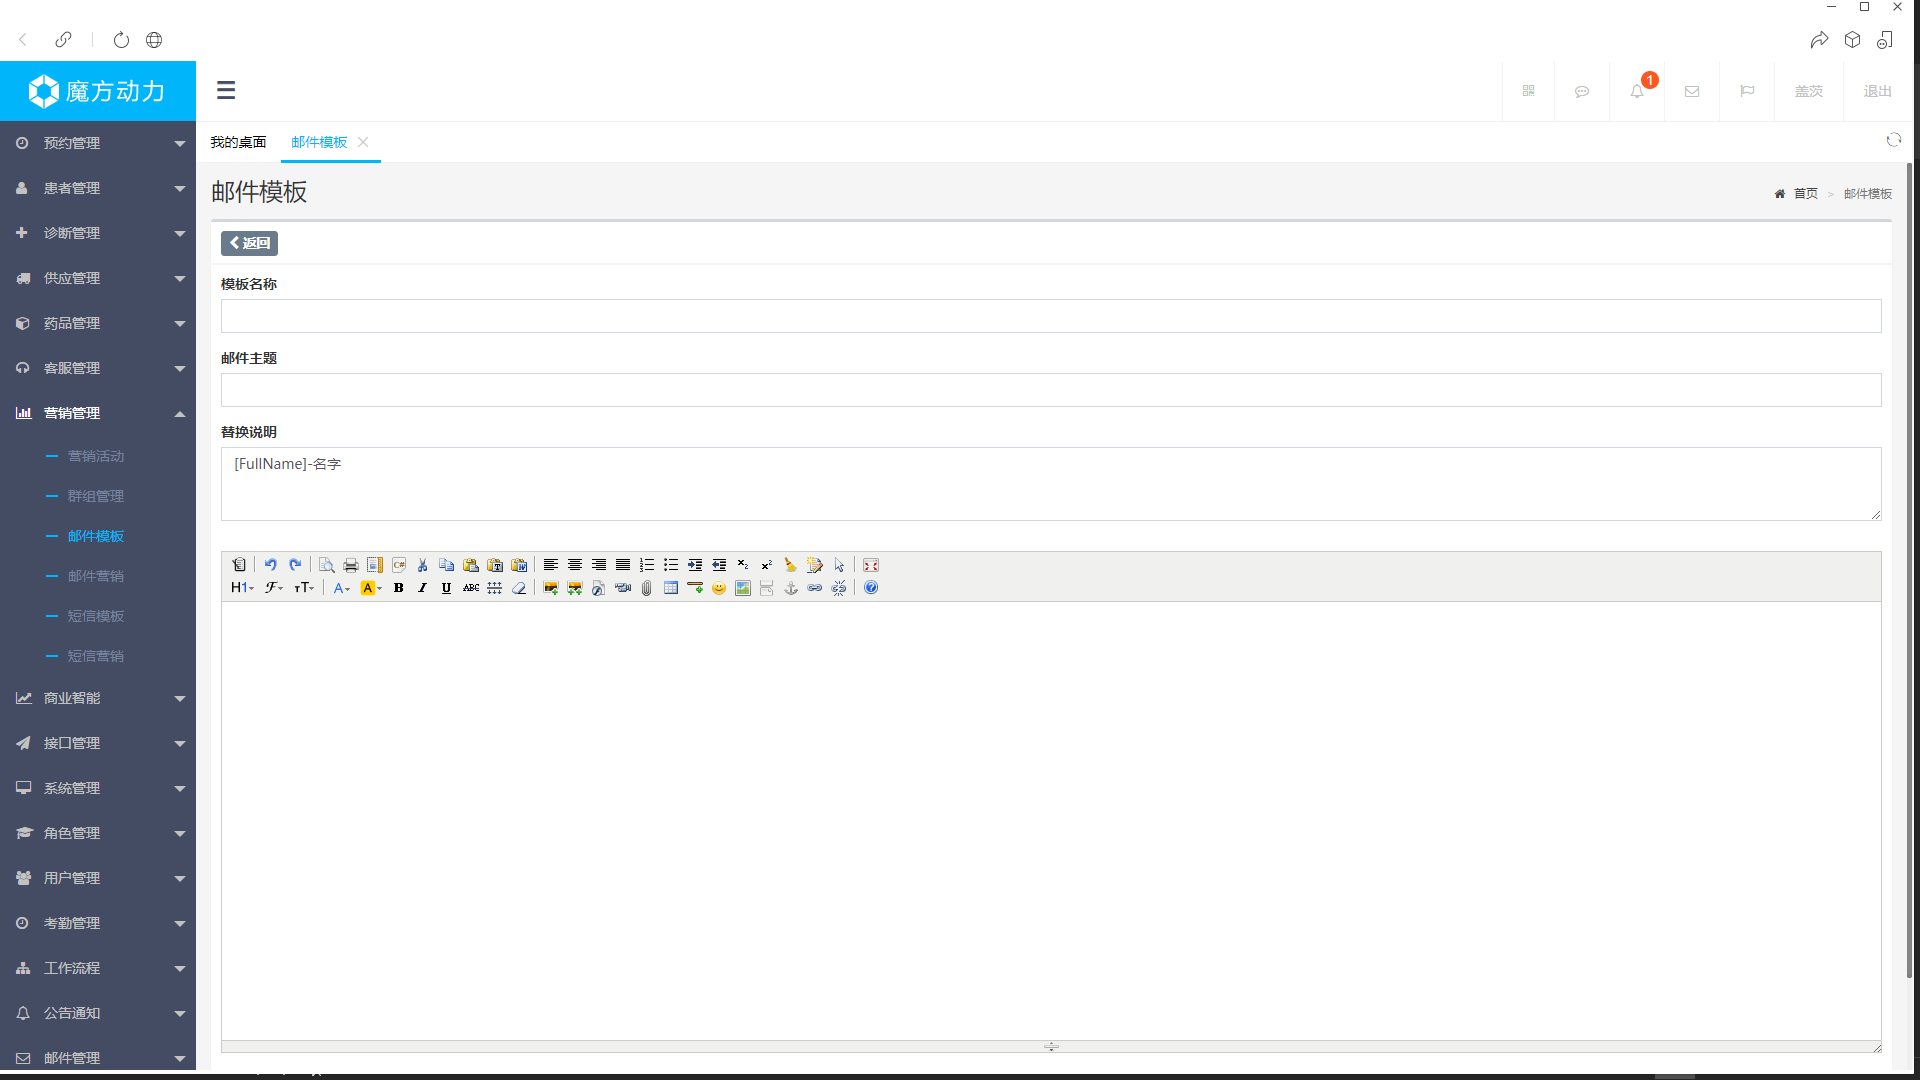 魔方动力
1
盖茨
退出
我的桌面
邮件模板
邮件模板
首页 > 邮件模板
返回
模板名称
邮件主题
替换说明
[FullName]-名字
H1
F
TT
A
A
B
I
U
ABC
预约管理
患者管理
诊断管理
供应管理
药品管理
客服管理
营销管理
营销活动
群组管理
邮件模板
邮件营销
短信模板
短信营销
商业智能
接口管理
系统管理
角色管理
用户管理
考勤管理
工作流程
公告通知
邮件管理